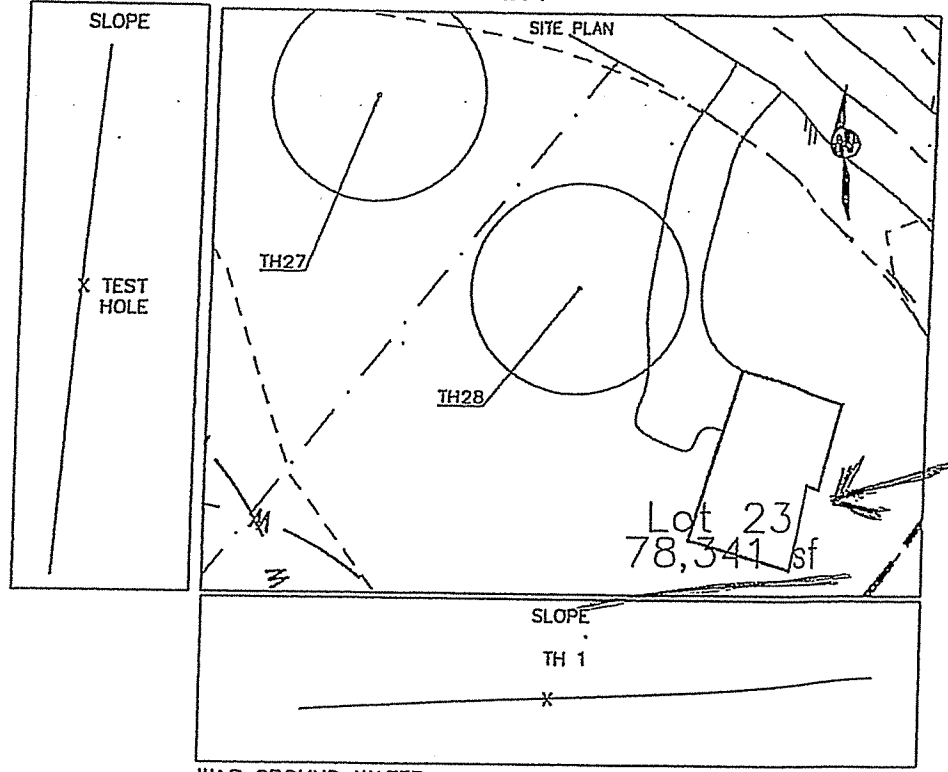 SLOPE
X TEST
HOLE
SITE PLAN
TH27
TH28
Lot 23
78,341 sf
SLOPE
TH 1
X